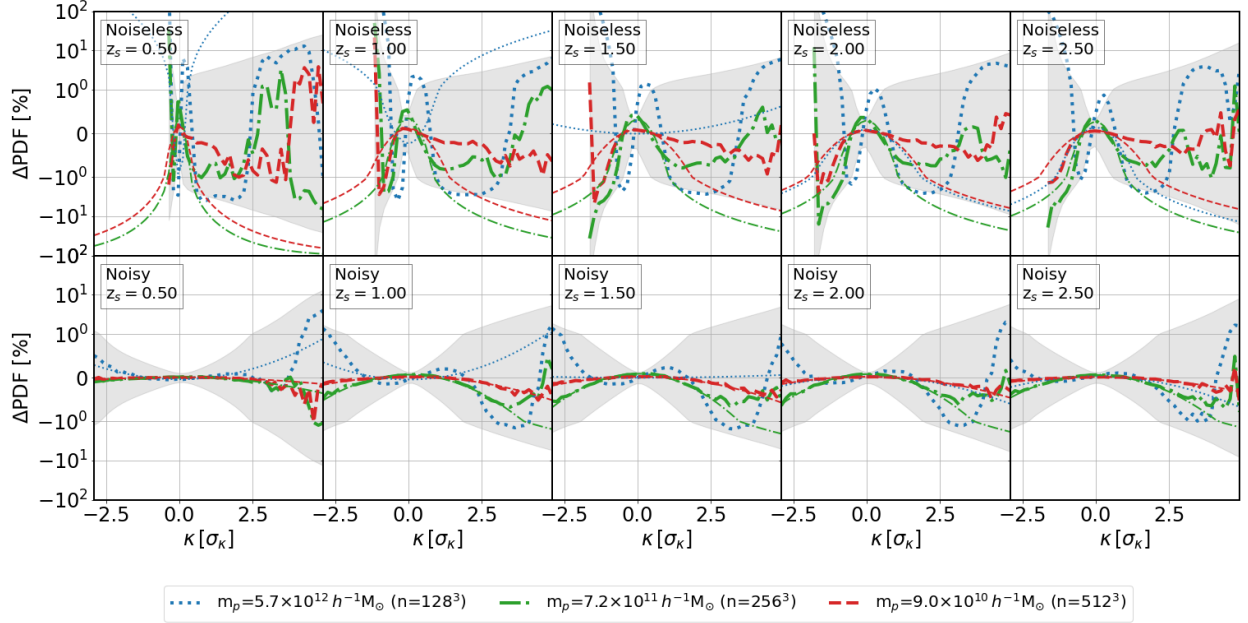 10²
10¹
10⁰
0
−10⁰
−10¹
−10²
ΔPDF [%]
Noiseless
z_s = 0.50
Noiseless
z_s = 1.00
Noiseless
z_s = 1.50
Noiseless
z_s = 2.00
Noiseless
z_s = 2.50
10²
10¹
10⁰
0
−10⁰
−10¹
−10²
ΔPDF [%]
Noisy
z_s = 0.50
Noisy
z_s = 1.00
Noisy
z_s = 1.50
Noisy
z_s = 2.00
Noisy
z_s = 2.50
−2.5 0.0 2.5 −2.5 0.0 2.5 −2.5 0.0 2.5 −2.5 0.0 2.5 −2.5 0.0 2.5
κ [σ_κ] κ [σ_κ] κ [σ_κ] κ [σ_κ] κ [σ_κ]
m_p=5.7×10¹² h⁻¹M_⊙ (n=128³) m_p=7.2×10¹¹ h⁻¹M_⊙ (n=256³) m_p=9.0×10¹⁰ h⁻¹M_⊙ (n=512³)